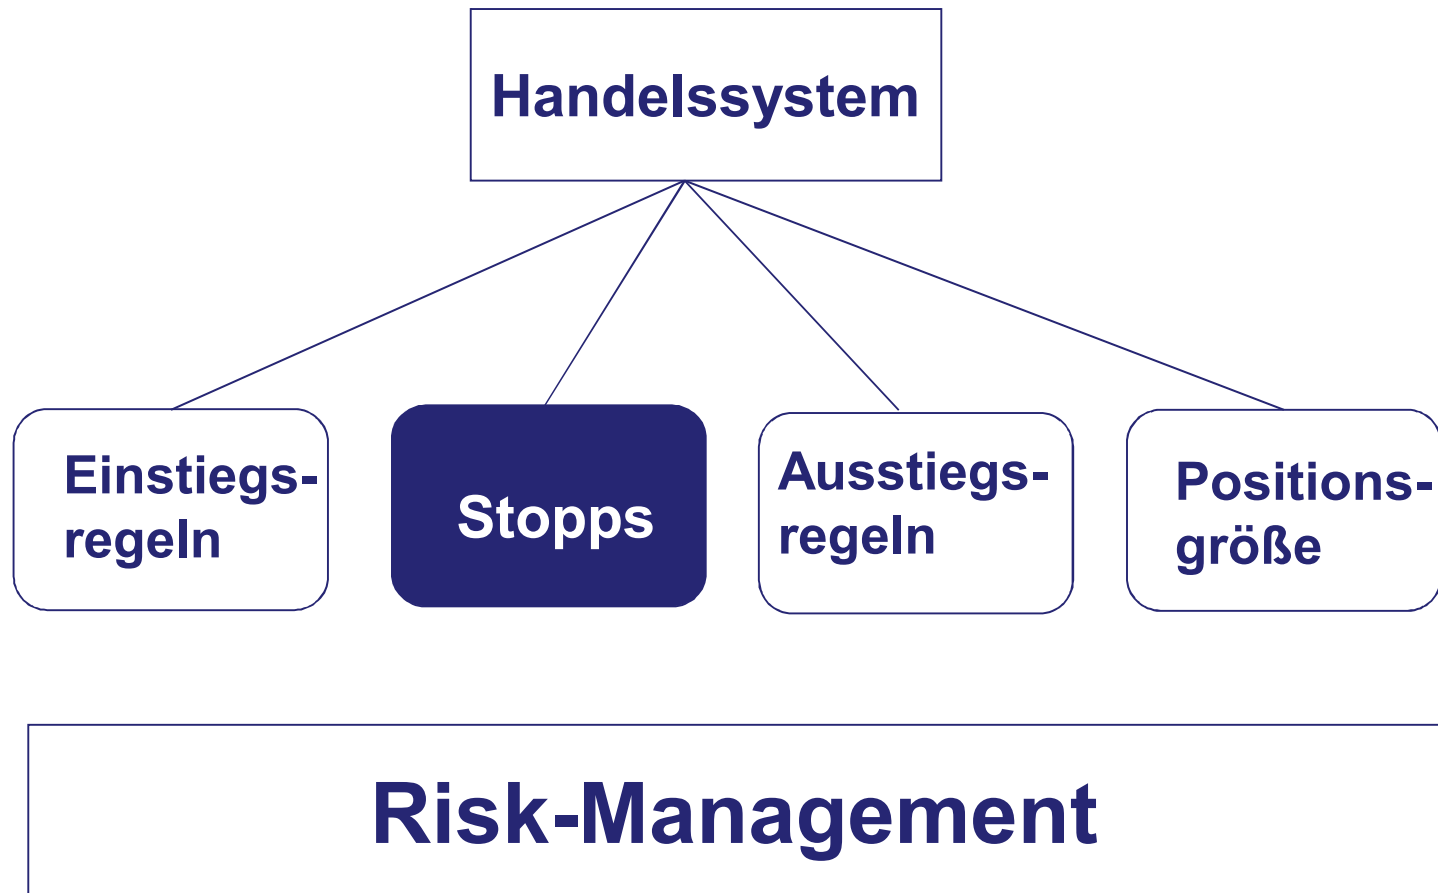 Handelssystem
Einstiegs-
regeln
Stopps
Ausstiegs-
regeln
Positions-
größe
Risk-Management